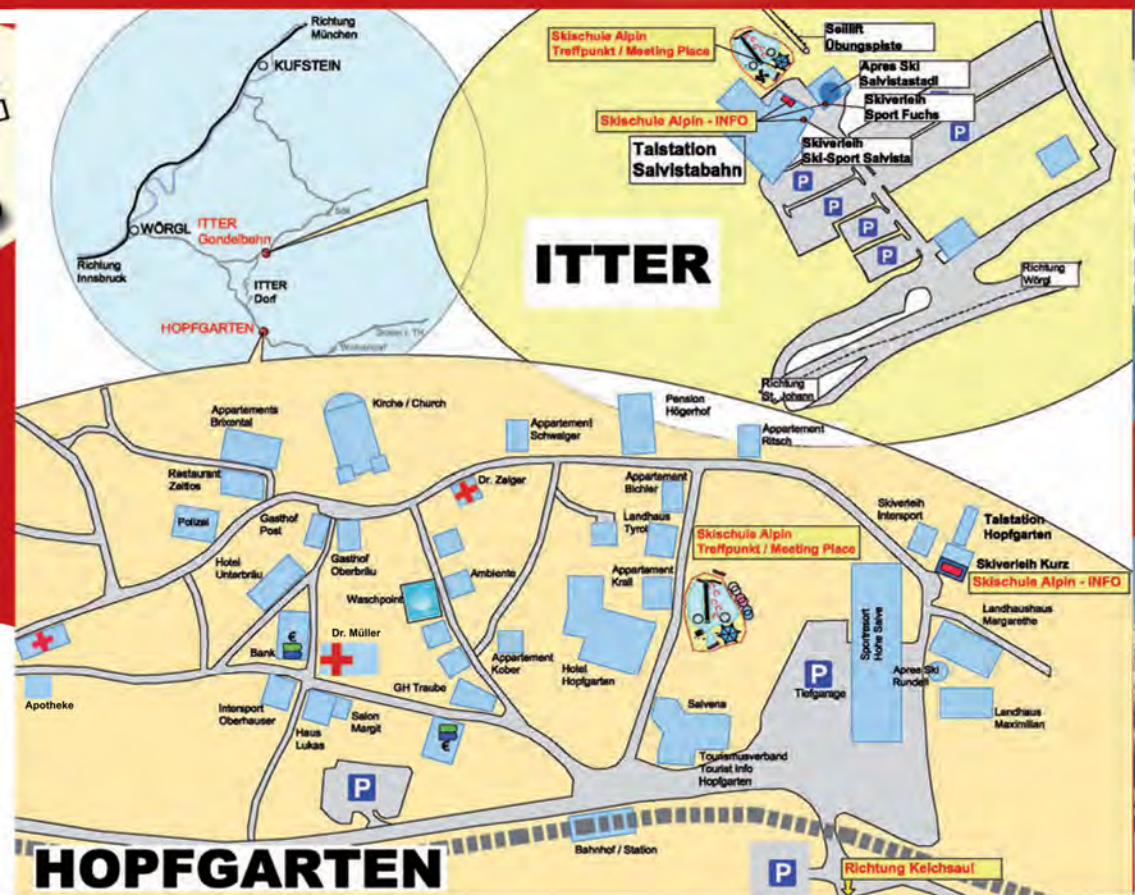 Richtung
München
KUFSTEIN
WÖRGL
ITTER
Gondelbahn
Söll
Richtung
Innsbruck
ITTER
Dorf
HOPFGARTEN
Brixen i. TH.
Skischule Alpin
Treffpunkt / Meeting Place
Seillift
Übungspiste
Apres Ski
Salvistastadl
Skiverleih
Sport Fuchs
Skischule Alpin - INFO
Talstation
Salvistabahn
Skiverleih
Ski-Sport Salvista
P
P
P
P
P
ITTER
Richtung
Wörgl
Richtung
St. Johann
Appartements
Brixental
Kirche / Church
Appartement
Schwaiger
Pension
Högerhof
Appartement
Ritsch
Restaurant
Zeitlos
Dr. Zelger
Appartement
Bichler
Polizei
Gasthof
Post
Landhaus
Tyrol
Skiverleih
Intersport
Talstation
Hopfgarten
Skischule Alpin
Treffpunkt / Meeting Place
Hotel
Unterbräu
Gasthof
Oberbräu
Ambiente
Appartement
Krall
Skiverleih Kurz
Skischule Alpin - INFO
Waschpoint
Landhaushaus
Margarethe
Dr. Müller
€
Bank
Appartement
Kober
Hotel
Hopfgarten
Sportresort
Hohe Salve
Apres Ski
Rundell
P
Tiefgarage
Apotheke
GH Traube
Intersport
Oberhauser
Haus
Lukas
Salon
Margit
€
Salvena
Landhaus
Maximilian
Tourismusverband
Tourist Info
Hopfgarten
P
HOPFGARTEN
Bahnhof / Station
P
Richtung Kelchsau!